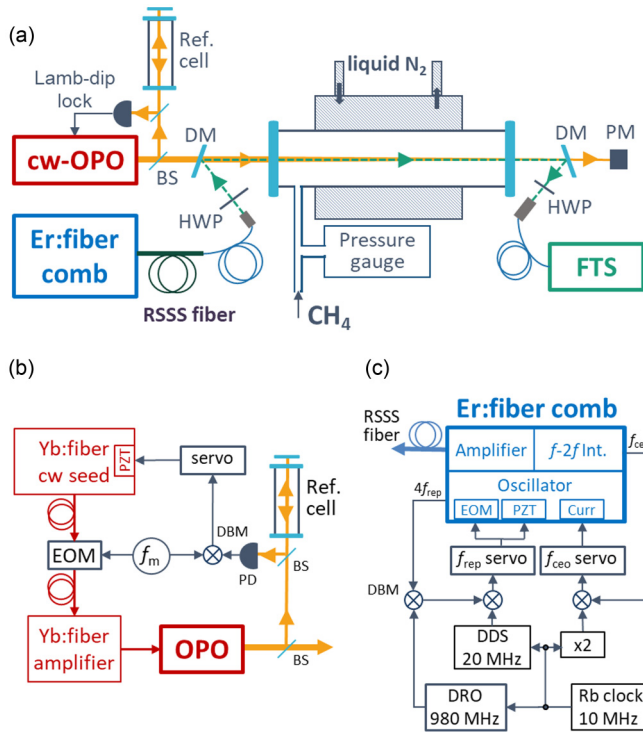 (a)
Ref.
cell
Lamb-dip
lock
liquid N2
DM
DM
PM
cw-OPO
BS
HWP
HWP
Er:fiber
comb
Pressure
gauge
FTS
RSSS fiber
CH4
(b)
(c)
Yb:fiber
cw seed
PZT
servo
Ref.
cell
EOM
fm
DBM
PD
BS
Yb:fiber
amplifier
OPO
BS
RSSS
fiber
Er:fiber comb
Amplifier
f-2f Int.
4frep
Oscillator
EOM
PZT
Curr
frep servo
fceo servo
DBM
DDS
20 MHz
x2
DRO
980 MHz
Rb clock
10 MHz